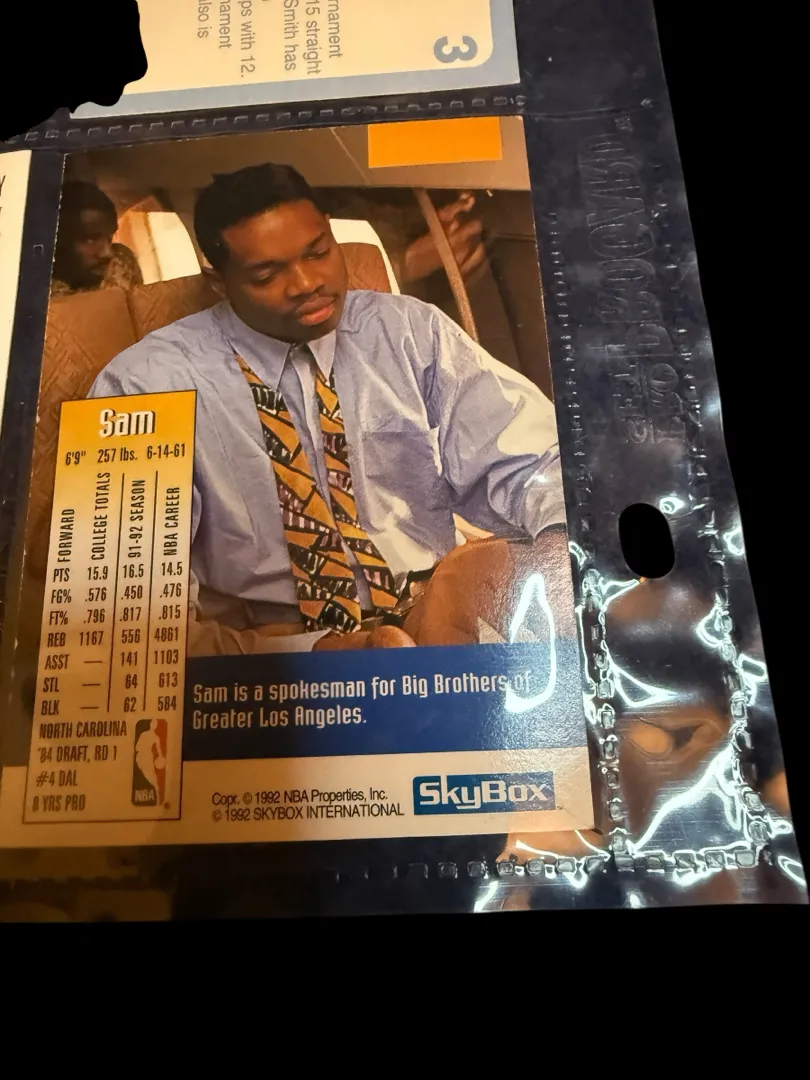 rnament
15 straight
Smith has
ps with 12.
nament
also is
3
Sam
6'9" 257 lbs. 6-14-61
FORWARD COLLEGE TOTALS 91-92 SEASON NBA CAREER
PTS 15.9 16.5 14.5
FG% .576 .450 .476
FT% .796 .817 .815
REB 1167 556 4861
ASST — 141 1103
STL — 64 613
BLK — 62 584
NORTH CAROLINA
'84 DRAFT, RD 1
#4 DAL
8 YRS PRO
NBA
Sam is a spokesman for Big Brothers of
Greater Los Angeles.
Copr. © 1992 NBA Properties, Inc.
© 1992 SKYBOX INTERNATIONAL
SkyBox